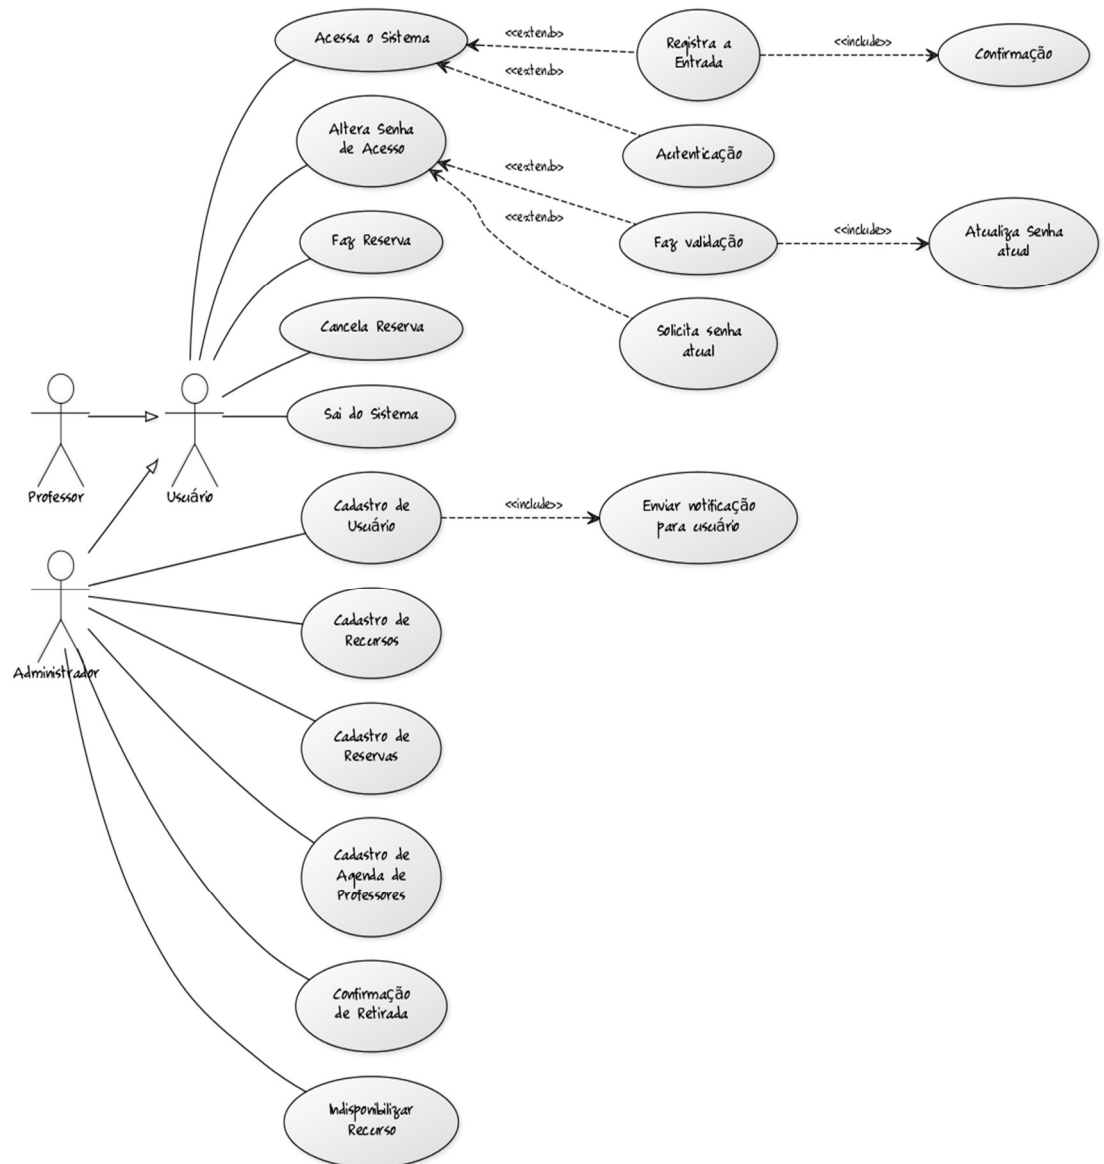 Acessa o Sistema
<<extend>>
Registra a
Entrada
<<include>>
Confirmação
<<extend>>
Autenticação
Altera Senha
de Acesso
<<extend>>
Faz validação
<<include>>
Atualiza Senha
atual
<<extend>>
Solicita senha
atual
Faz Reserva
Cancela Reserva
Sai do Sistema
Professor
Usuário
Cadastro de
Usuário
<<include>>
Enviar notificação
para usuário
Administrador
Cadastro de
Recursos
Cadastro de
Reservas
Cadastro de
Agenda de
Professores
Confirmação
de Retirada
Indisponibilizar
Recurso